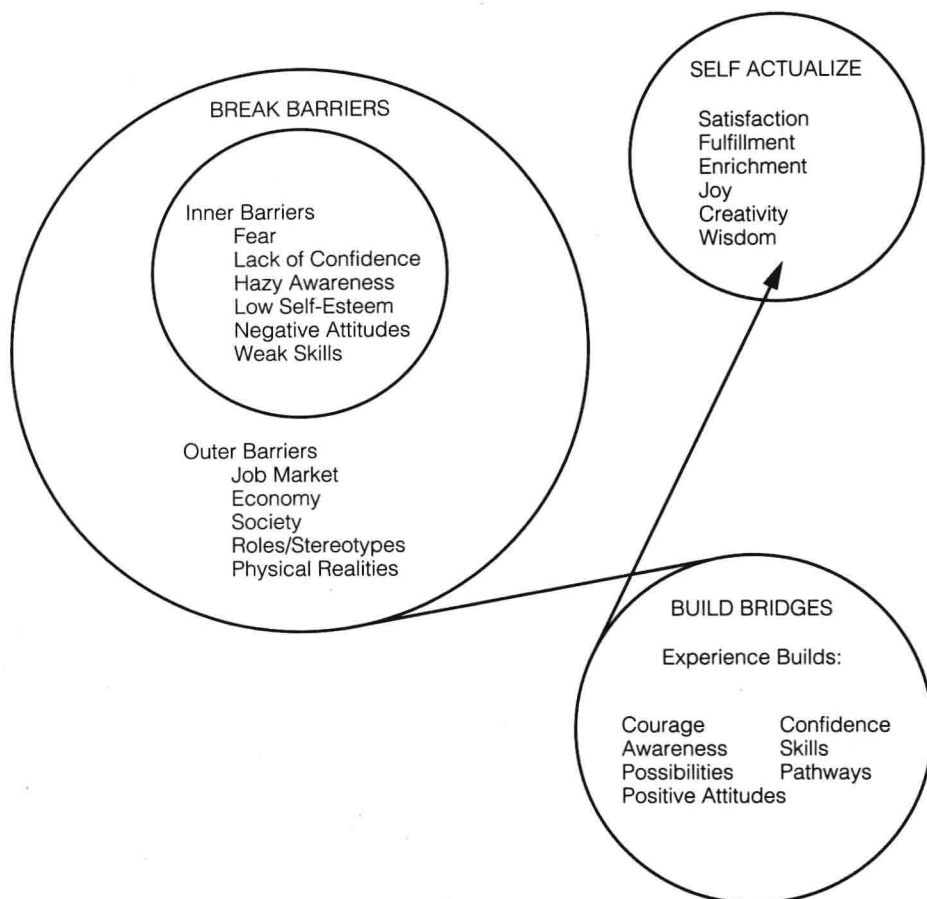 BREAK BARRIERS
Inner Barriers
Fear
Lack of Confidence
Hazy Awareness
Low Self-Esteem
Negative Attitudes
Weak Skills
Outer Barriers
Job Market
Economy
Society
Roles/Stereotypes
Physical Realities
BUILD BRIDGES
Experience Builds:
Courage Confidence
Awareness Skills
Possibilities Pathways
Positive Attitudes
SELF ACTUALIZE
Satisfaction
Fulfillment
Enrichment
Joy
Creativity
Wisdom